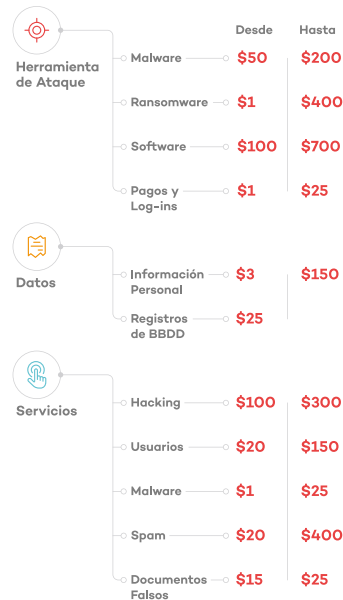 Desde Hasta
Herramienta
de Ataque
Malware $50 $200
Ransomware $1 $400
Software $100 $700
Pagos y
Log-ins
$1 $25
Datos
Información
Personal
$3 $150
Registros
de BBDD
$25
Servicios
Hacking $100 $300
Usuarios $20 $150
Malware $1 $25
Spam $20 $400
Documentos
Falsos
$15 $25